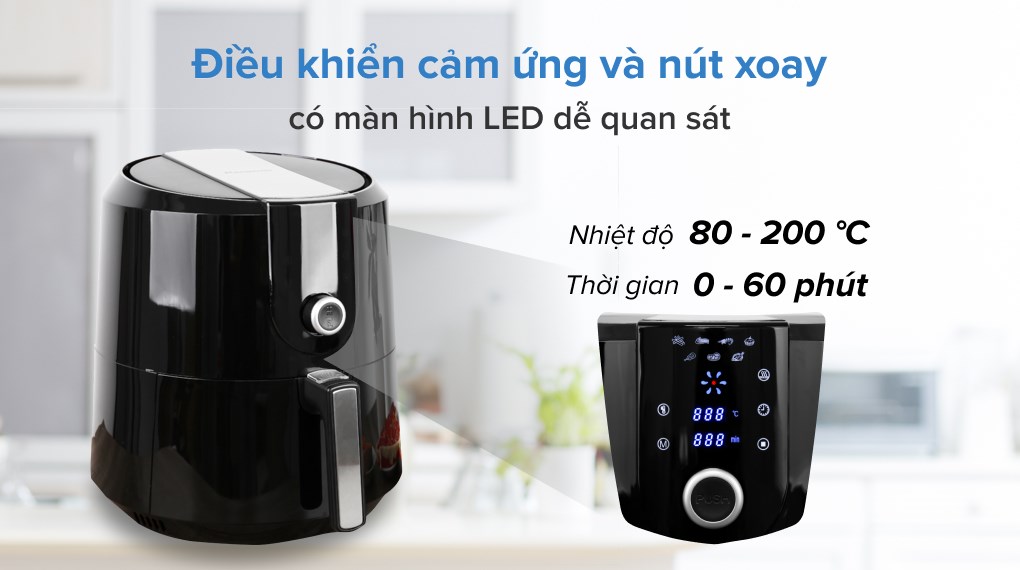 Điều khiển cảm ứng và nút xoay
có màn hình LED dễ quan sát
Nhiệt độ 80 - 200 °C
Thời gian 0 - 60 phút
888 °C
888 min
M
PUSH